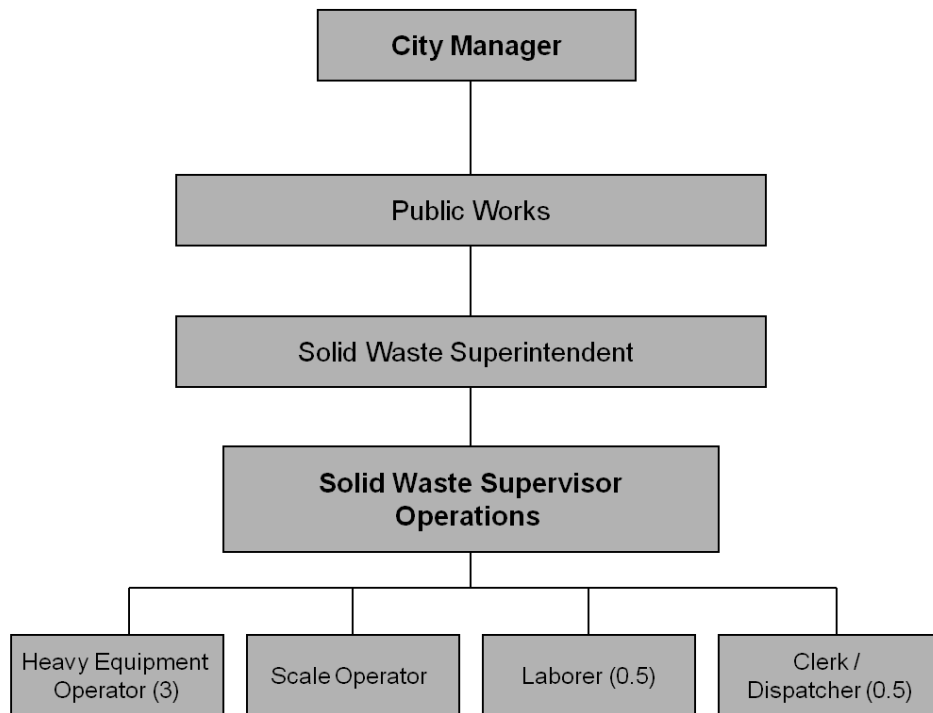 City Manager
Public Works
Solid Waste Superintendent
Solid Waste Supervisor
Operations
Heavy Equipment
Operator (3)
Scale Operator
Laborer (0.5)
Clerk /
Dispatcher (0.5)